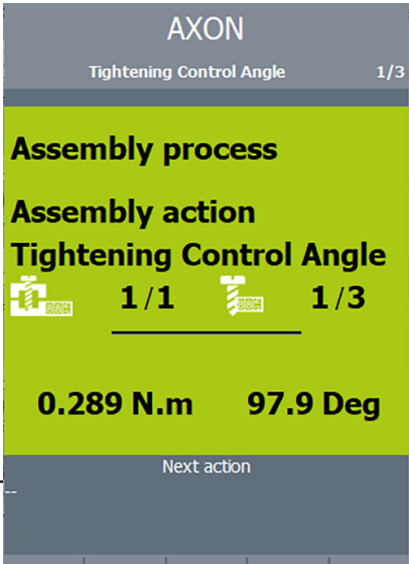 AXON
Tightening Control Angle 1/3
Assembly process
Assembly action
Tightening Control Angle
1/1 1/3
0.289 N.m 97.9 Deg
Next action
--